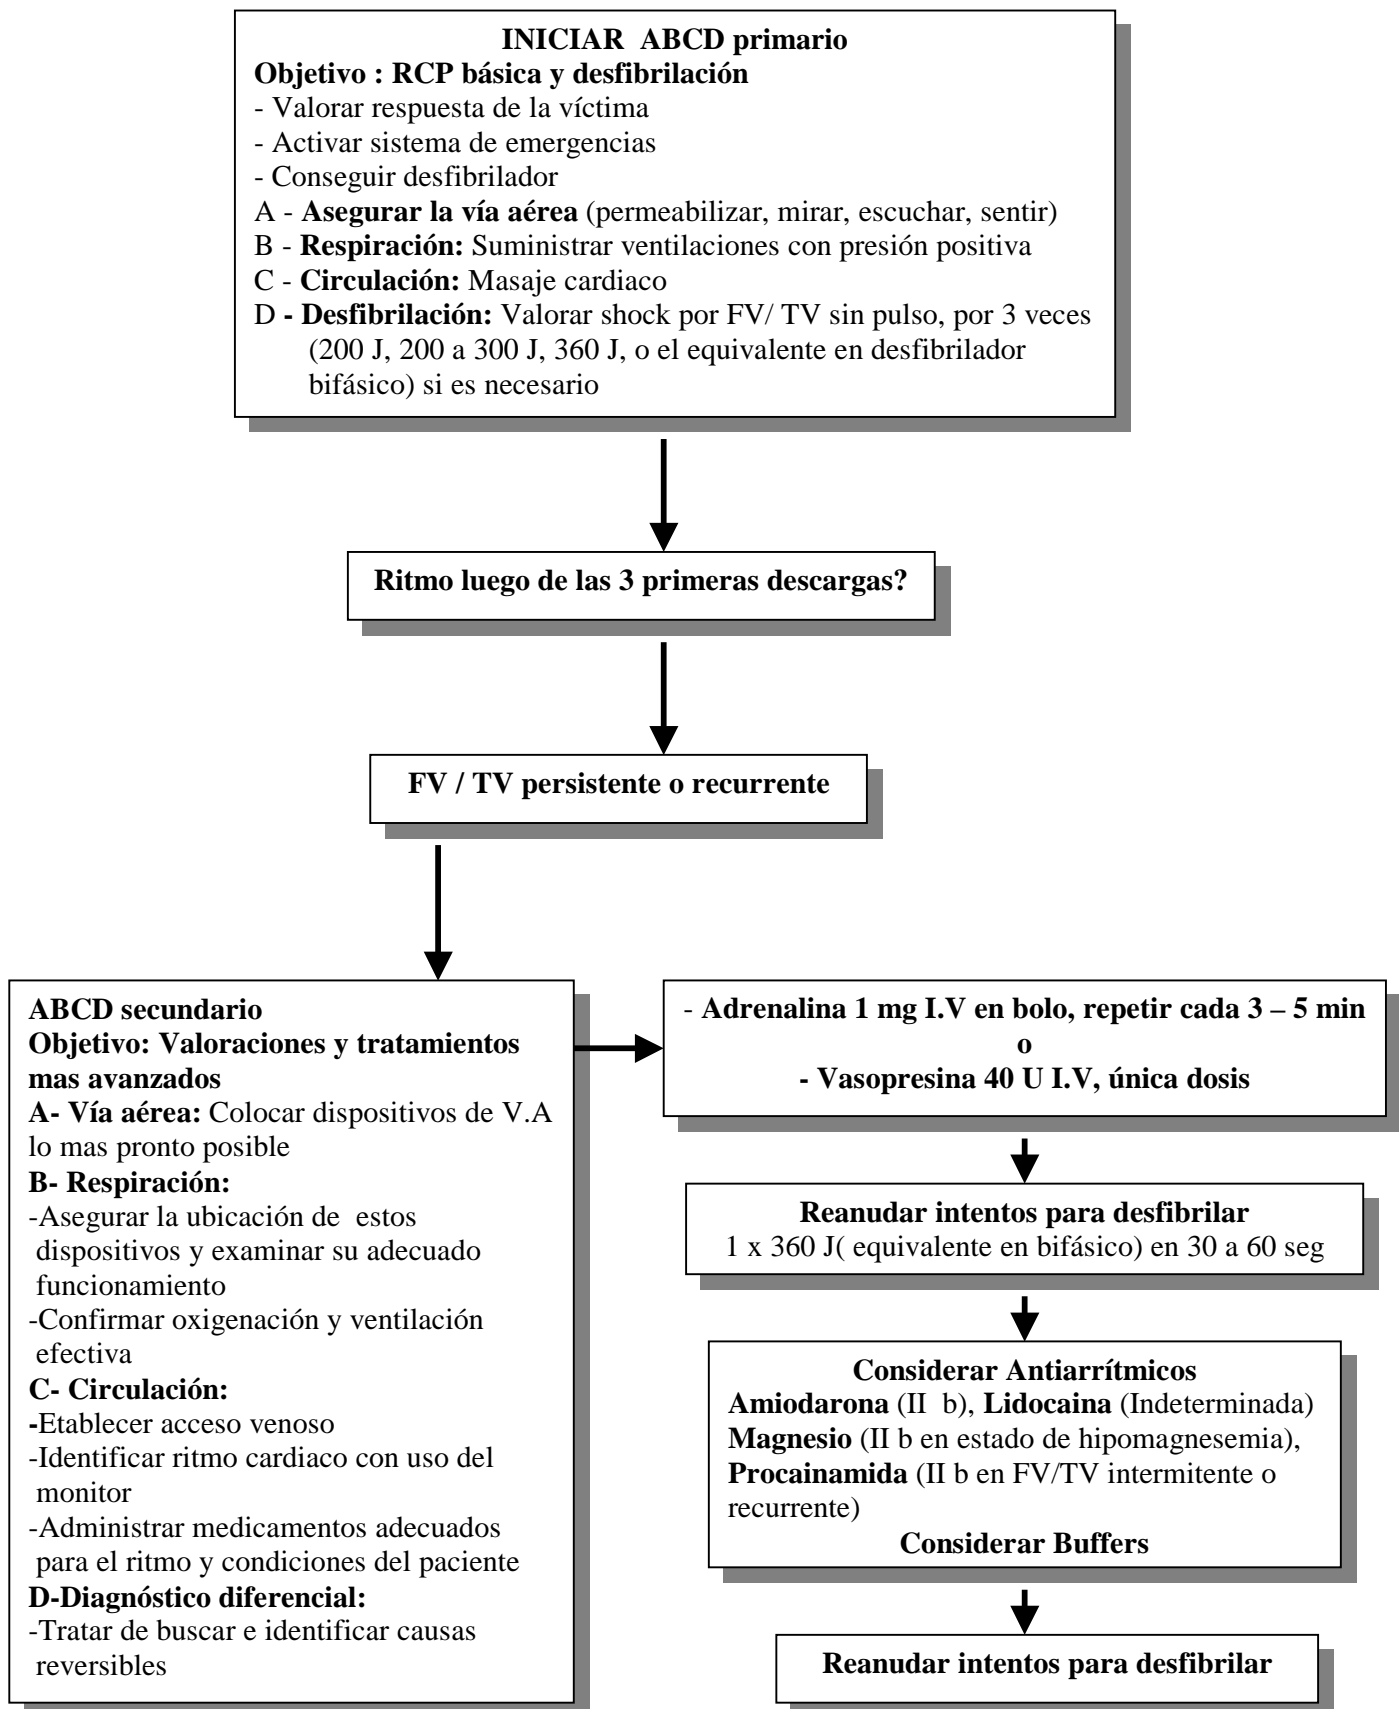 INICIAR ABCD primario
Objetivo : RCP básica y desfibrilación
- Valorar respuesta de la víctima
- Activar sistema de emergencias
- Conseguir desfibrilador
A - Asegurar la vía aérea (permeabilizar, mirar, escuchar, sentir)
B - Respiración: Suministrar ventilaciones con presión positiva
C - Circulación: Masaje cardiaco
D - Desfibrilación: Valorar shock por FV/ TV sin pulso, por 3 veces
(200 J, 200 a 300 J, 360 J, o el equivalente en desfibrilador
bifásico) si es necesario
Ritmo luego de las 3 primeras descargas?
FV / TV persistente o recurrente
ABCD secundario
Objetivo: Valoraciones y tratamientos
mas avanzados
A- Vía aérea: Colocar dispositivos de V.A
lo mas pronto posible
B- Respiración:
-Asegurar la ubicación de estos
dispositivos y examinar su adecuado
funcionamiento
-Confirmar oxigenación y ventilación
efectiva
C- Circulación:
-Etablecer acceso venoso
-Identificar ritmo cardiaco con uso del
monitor
-Administrar medicamentos adecuados
para el ritmo y condiciones del paciente
D-Diagnóstico diferencial:
-Tratar de buscar e identificar causas
reversibles
- Adrenalina 1 mg I.V en bolo, repetir cada 3 – 5 min
o
- Vasopresina 40 U I.V, única dosis
Reanudar intentos para desfibrilar
1 x 360 J( equivalente en bifásico) en 30 a 60 seg
Considerar Antiarrítmicos
Amiodarona (II b), Lidocaina (Indeterminada)
Magnesio (II b en estado de hipomagnesemia),
Procainamida (II b en FV/TV intermitente o
recurrente)
Considerar Buffers
Reanudar intentos para desfibrilar